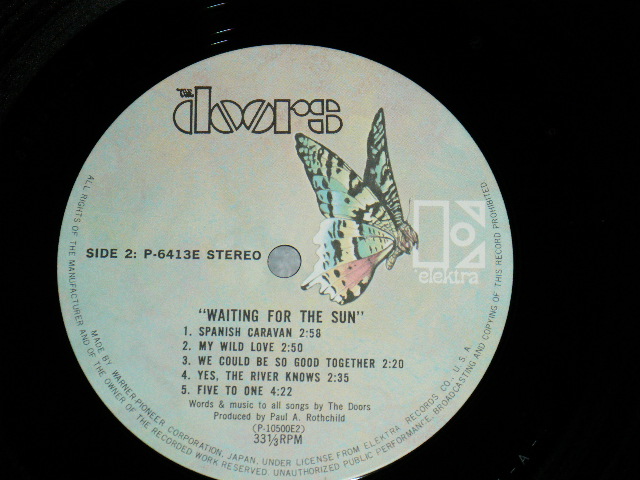 THE
doors
elektra
SIDE 2: P-6413E STEREO
"WAITING FOR THE SUN"
1. SPANISH CARAVAN 2:58
2. MY WILD LOVE 2:50
3. WE COULD BE SO GOOD TOGETHER 2:20
4. YES, THE RIVER KNOWS 2:35
5. FIVE TO ONE 4:22
Words & music to all songs by The Doors
Produced by Paul A. Rothchild
(P-10500E2)
33⅓RPM
MADE BY WARNER-PIONEER CORPORATION, JAPAN, UNDER LICENSE FROM ELEKTRA RECORDS CO., U.S.A.
ALL RIGHTS OF THE MANUFACTURER AND OF THE OWNER OF THE RECORDED WORK RESERVED. UNAUTHORIZED PUBLIC PERFORMANCE, BROADCASTING AND COPYING OF THIS RECORD PROHIBITED.
-A-